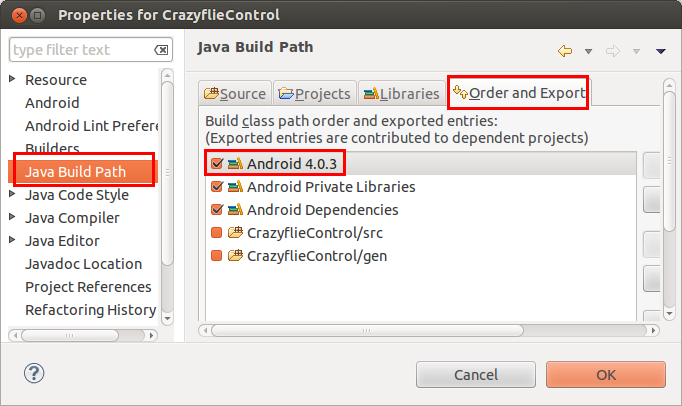 Properties for CrazyflieControl
type filter text
Resource
Android
Android Lint Prefere
Builders
Java Build Path
Java Code Style
Java Compiler
Java Editor
Javadoc Location
Project References
Refactoring History
Java Build Path
Source
Projects
Libraries
Order and Export
Build class path order and exported entries:
(Exported entries are contributed to dependent projects)
Android 4.0.3
Android Private Libraries
Android Dependencies
CrazyflieControl/src
CrazyflieControl/gen
?
Cancel
OK